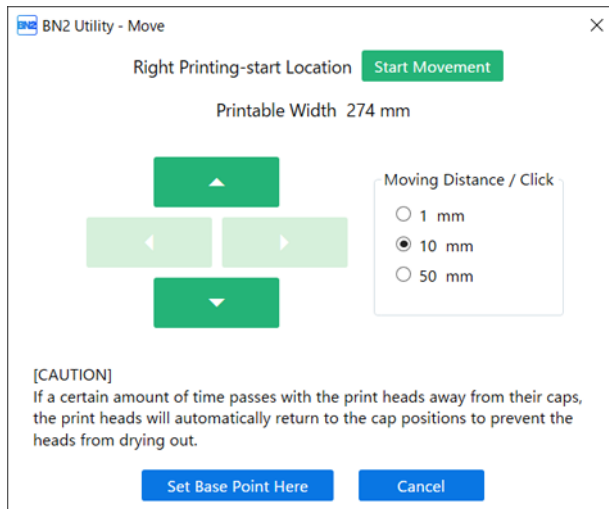 BN2 BN2 Utility - Move
Right Printing-start Location Start Movement
Printable Width 274 mm
Moving Distance / Click
1 mm
10 mm
50 mm
[CAUTION]
If a certain amount of time passes with the print heads away from their caps,
the print heads will automatically return to the cap positions to prevent the
heads from drying out.
Set Base Point Here Cancel